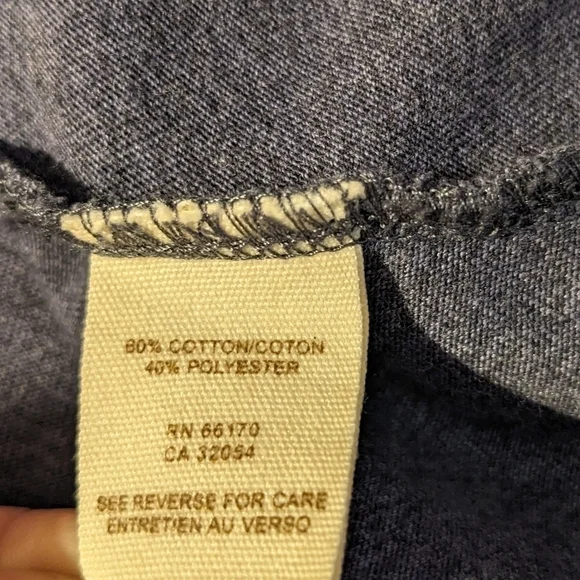 60% COTTON/COTON
40% POLYESTER
RN 66170
CA 32054
SEE REVERSE FOR CARE
ENTRETIEN AU VERSO